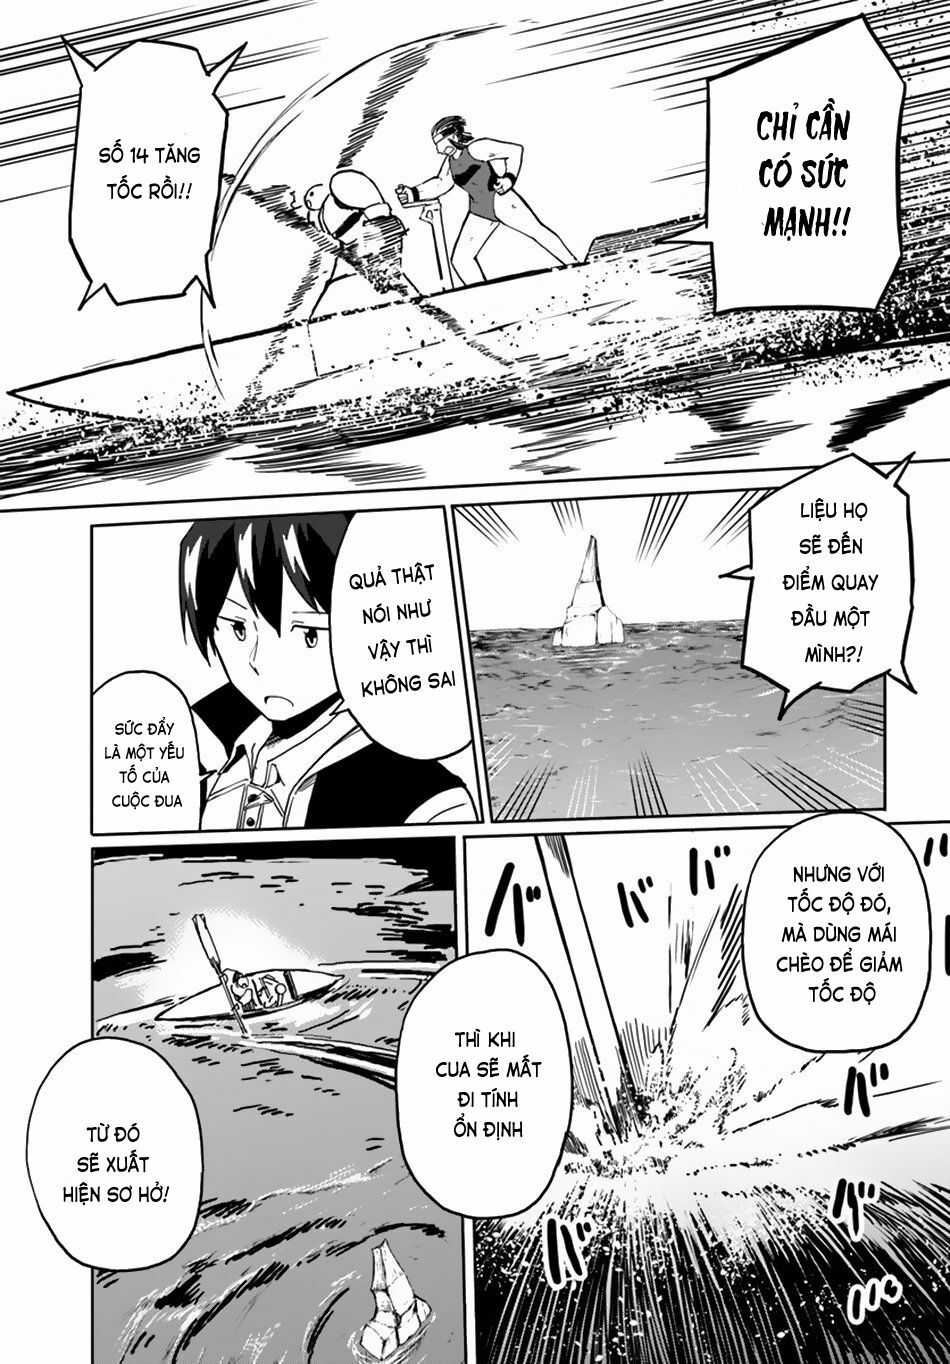 CHỈ CẦN
CÓ SỨC
MẠNH!!
SỐ 14 TĂNG
TỐC RỒI!!
LIỆU HỌ
SẼ ĐẾN
ĐIỂM QUAY
ĐẦU MỘT
MÌNH?!
QUẢ THẬT
NÓI NHƯ
VẬY THÌ
KHÔNG SAI
SỨC ĐẨY
LÀ MỘT YẾU
TỐ CỦA
CUỘC ĐUA
NHƯNG VỚI
TỐC ĐỘ ĐÓ,
MÀ DÙNG MÁI
CHÈO ĐỂ GIẢM
TỐC ĐỘ
THÌ KHI
CUA SẼ MẤT
ĐI TÍNH
ỔN ĐỊNH
TỪ ĐÓ
SẼ XUẤT
HIỆN SƠ HỞ!